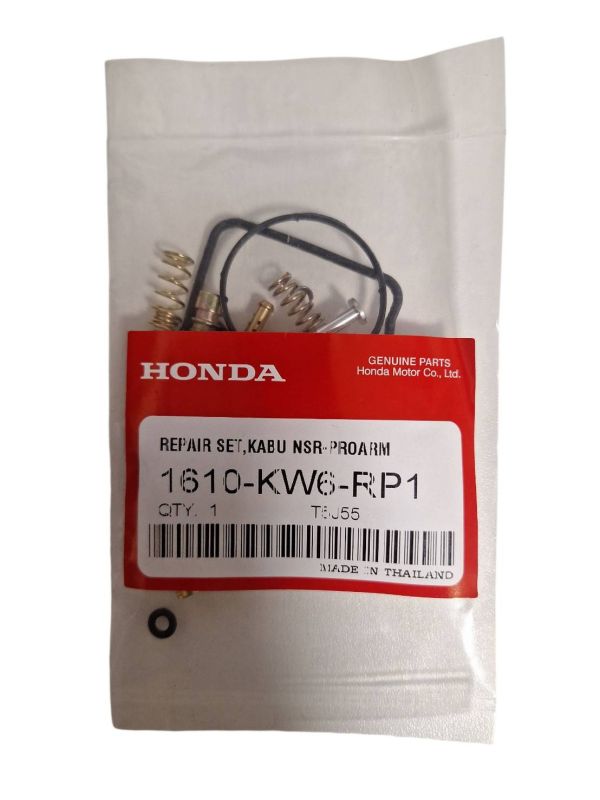 GENUINE PARTS
HONDA
Honda Motor Co., Ltd.
REPAIR SET,KABU NSR-PROARM
1610-KW6-RP1
QTY. 1
MADE IN THAILAND